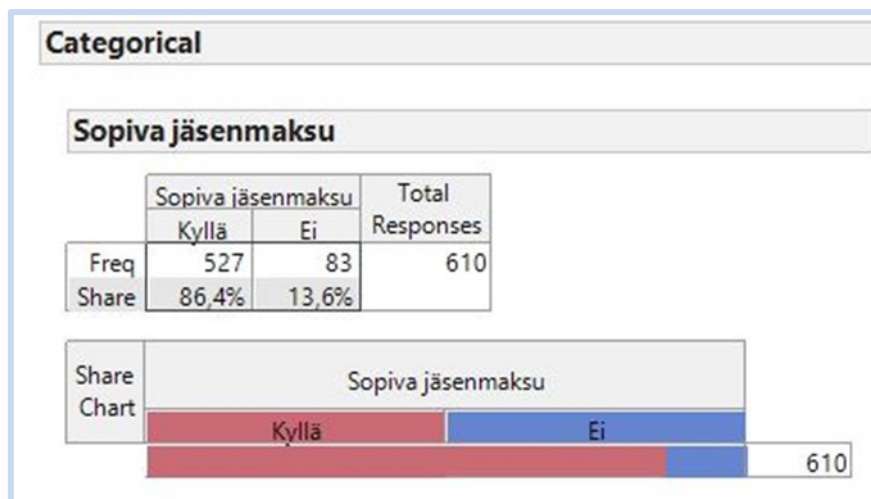 Categorical
Sopiva jäsenmaksu
Sopiva jäsenmaksu Total Responses
Kyllä Ei
Freq 527 83 610
Share 86,4% 13,6%
Share Chart Sopiva jäsenmaksu
Kyllä Ei
610